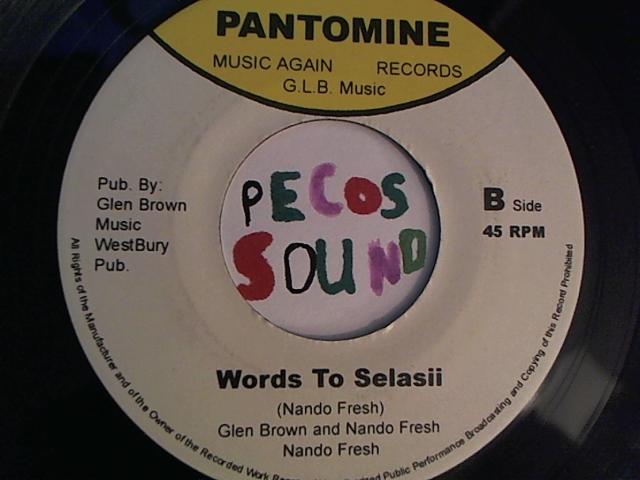 PANTOMINE
MUSIC AGAIN RECORDS
G.L.B. Music
Pub. By:
Glen Brown
Music
WestBury
Pub.
PECOS
SOUND
B Side
45 RPM
Words To Selasii
(Nando Fresh)
Glen Brown and Nando Fresh
Nando Fresh
All Rights of the Manufacturer and of the Owner of the Recorded Work Public Performance Broadcasting and Copying of this Record Prohibited